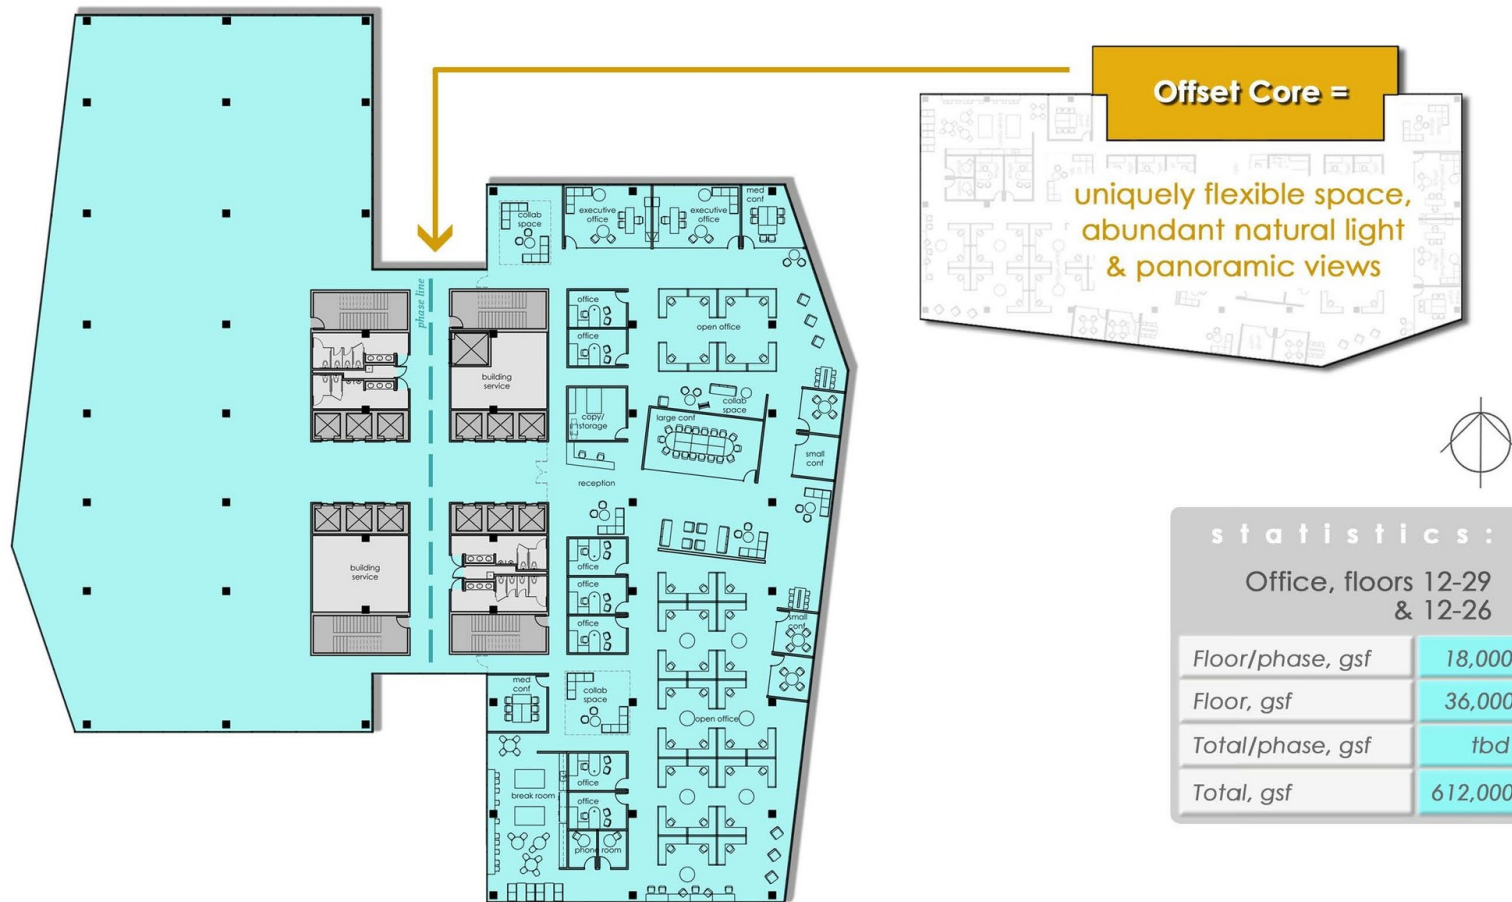 Offset Core =
uniquely flexible space,
abundant natural light
& panoramic views
phase line
collab
space
executive
office
executive
office
med
conf
office
office
open office
building
service
copy/
storage
collab
space
large conf
small
conf
reception
building
service
office
office
office
small
conf
med
conf
collab
space
open office
break room
office
office
phone room
statistics:
Office, floors 12-29
& 12-26
Floor/phase, gsf 18,000
Floor, gsf 36,000
Total/phase, gsf tbd
Total, gsf 612,000